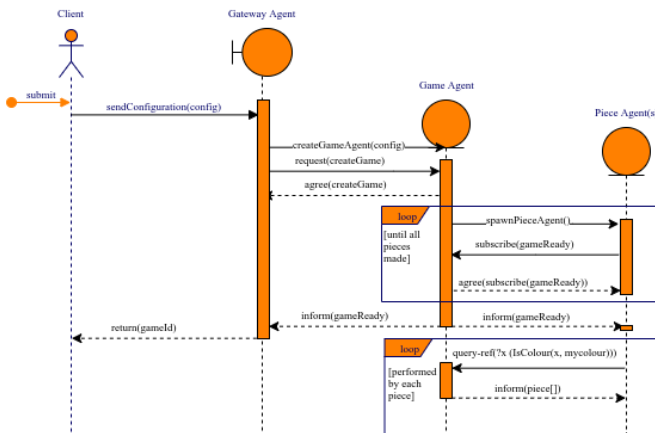 Client
Gateway Agent
Game Agent
Piece Agent(s
submit
sendConfiguration(config)
createGameAgent(config)
request(createGame)
agree(createGame)
loop
[until all
pieces
made]
spawnPieceAgent()
subscribe(gameReady)
agree(subscribe(gameReady))
inform(gameReady)
inform(gameReady)
return(gameId)
loop
query-ref(?x (IsColour(x, mycolour)))
[performed
by each
piece]
inform(piece[])